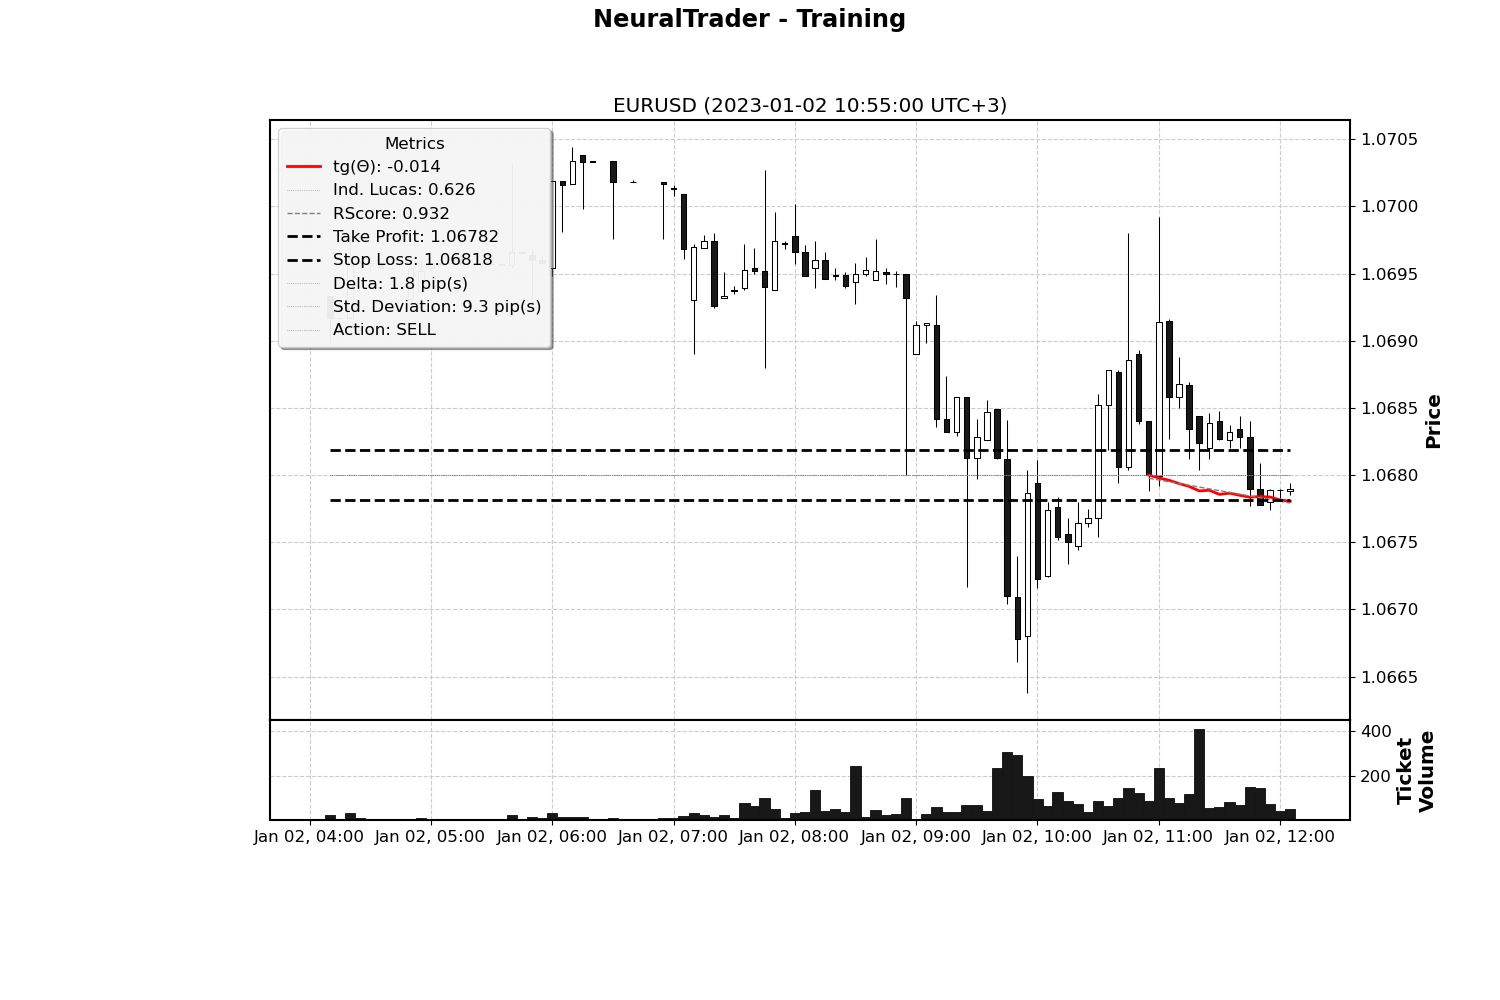 NeuralTrader - Training
EURUSD (2023-01-02 10:55:00 UTC+3)
Metrics
tg(Θ): -0.014
Ind. Lucas: 0.626
RScore: 0.932
Take Profit: 1.06782
Stop Loss: 1.06818
Delta: 1.8 pip(s)
Std. Deviation: 9.3 pip(s)
Action: SELL
1.0705
1.0700
1.0695
1.0690
1.0685
1.0680
1.0675
1.0670
1.0665
Price
400
200
Ticket
Volume
Jan 02, 04:00 Jan 02, 05:00 Jan 02, 06:00 Jan 02, 07:00 Jan 02, 08:00 Jan 02, 09:00 Jan 02, 10:00 Jan 02, 11:00 Jan 02, 12:00